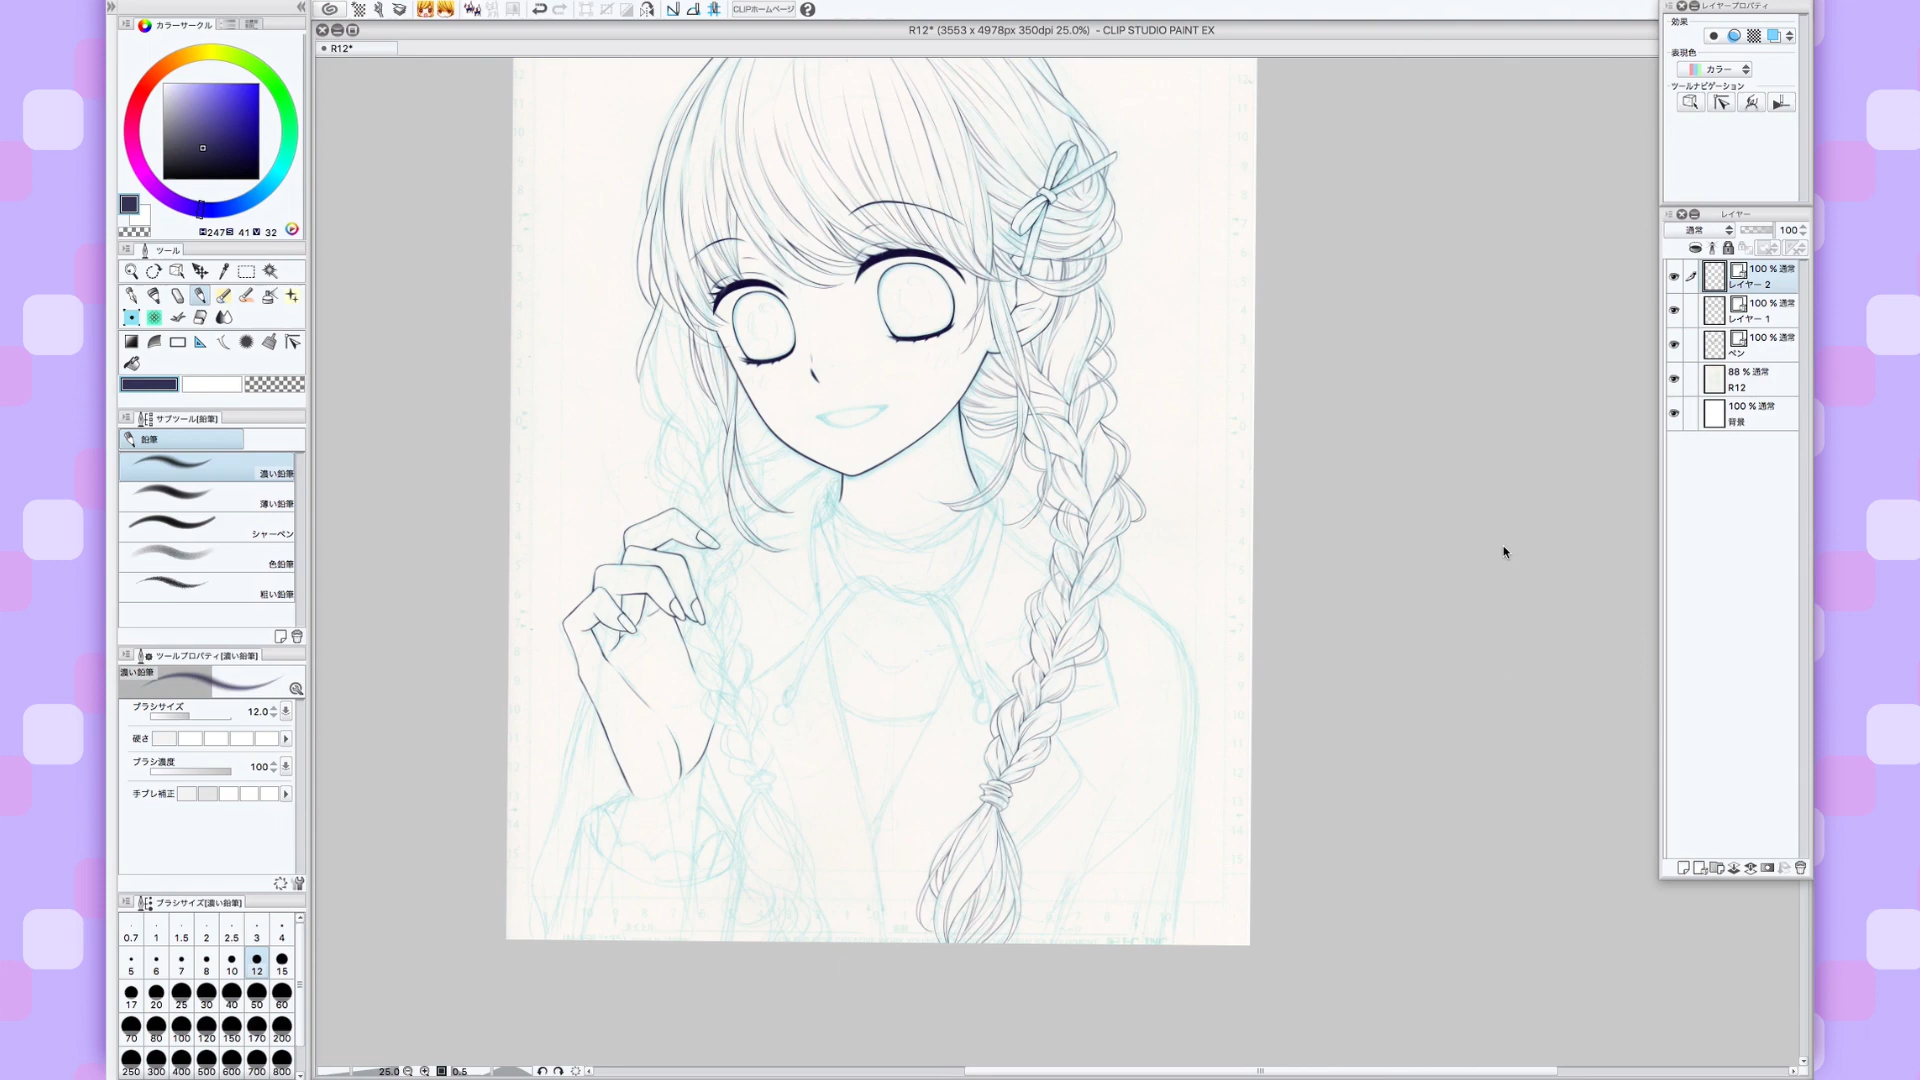 カラーサークル
H247 S 41 V 32
ツール
サブツール[鉛筆]
鉛筆
濃い鉛筆
薄い鉛筆
シャーペン
色鉛筆
粗い鉛筆
ツールプロパティ[濃い鉛筆]
濃い鉛筆
ブラシサイズ 12.0
硬さ
ブラシ濃度 100
手ブレ補正
ブラシサイズ[濃い鉛筆]
0.7 1 1.5 2 2.5 3 4
5 6 7 8 10 12 15
17 20 25 30 40 50 60
70 80 100 120 150 170 200
250 300 400 500 600 700 800
CLIPホームページ
R12* (3553 x 4978px 350dpi 25.0%) - CLIP STUDIO PAINT EX
R12*
25.0
0.5
レイヤープロパティ
効果
表現色
カラー
ツールナビゲーション
レイヤー
通常 100
100 % 通常
レイヤー 2
100 % 通常
レイヤー 1
100 % 通常
ペン
88 % 通常
R12
100 % 通常
背景